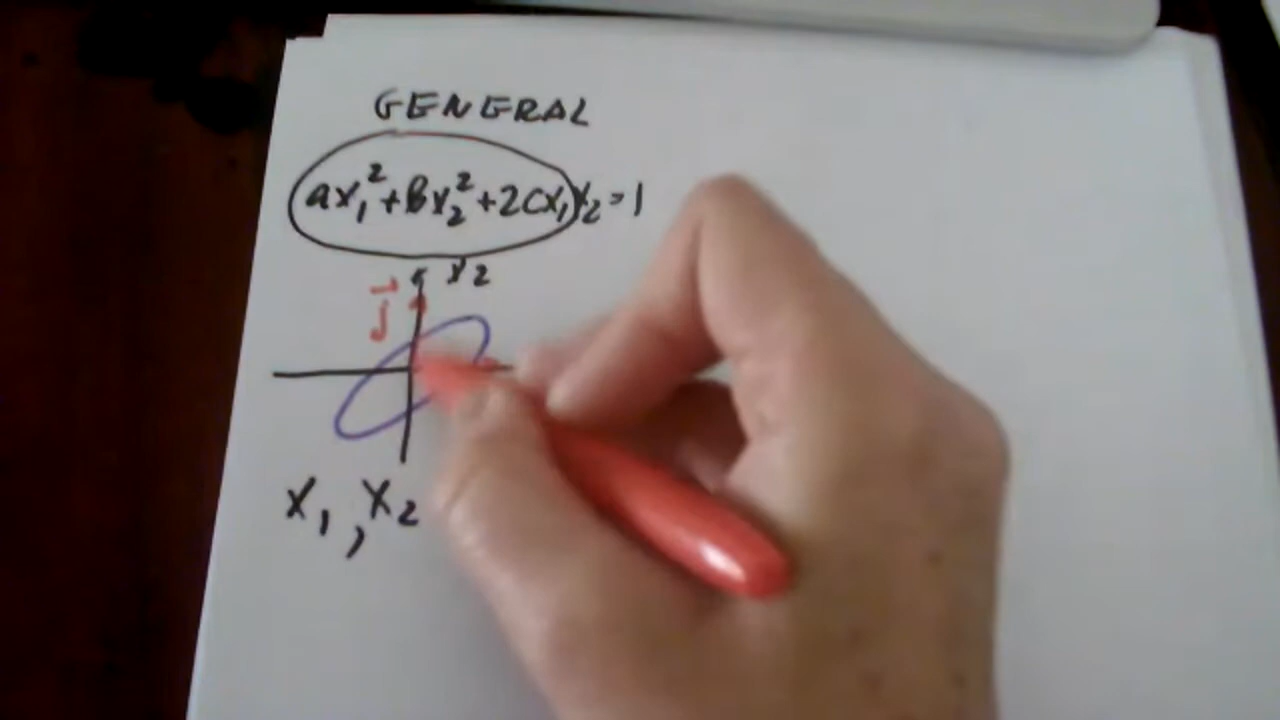 GENERAL
ax₁²+Bx₂²+2cx₁x₂=1
x₂
j⃗
x₁,x₂